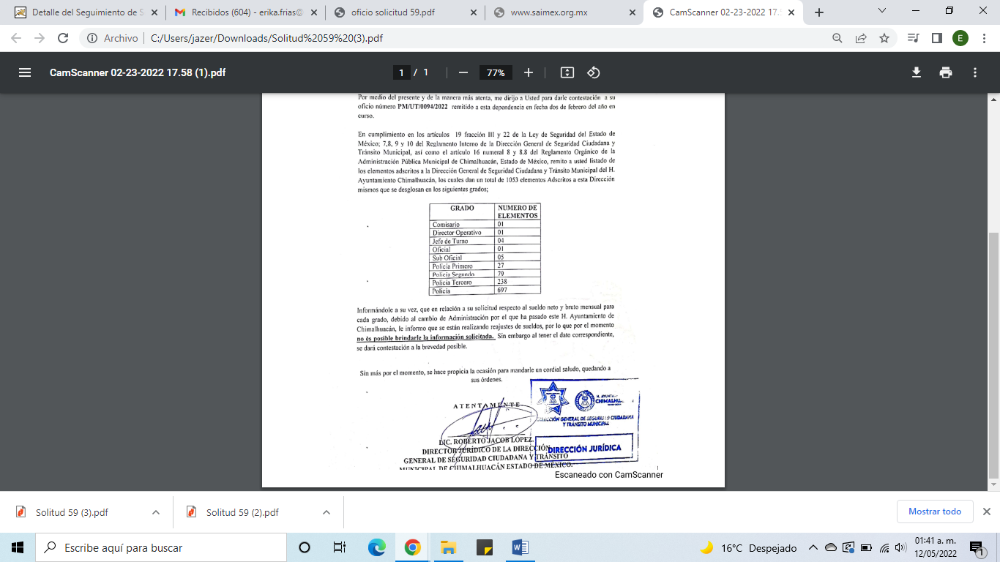 Detalle del Seguimiento de S
Recibidos (604) - erika.frias@
oficio solicitud 59.pdf
www.saimex.org.mx
CamScanner 02-23-2022 17.5
Archivo
C:/Users/jazer/Downloads/Solitud%2059%20(3).pdf
E
CamScanner 02-23-2022 17.58 (1).pdf
1 / 1
77%
Por medio del presente y de la manera más atenta, me dirijo a Usted para darle contestación a su
oficio número PM/UT/0094/2022 remitido a esta dependencia en fecha dos de febrero del año en
curso.
En cumplimiento en los artículos 19 fracción III y 22 de la Ley de Seguridad del Estado de
México; 7,8, 9 y 10 del Reglamento Interno de la Dirección General de Seguridad Ciudadana y
Tránsito Municipal, así como el artículo 16 numeral 8 y 8.8 del Reglamento Orgánico de la
Administración Pública Municipal de Chimalhuacán, Estado de México, remito a usted listado de
los elementos adscritos a la Dirección General de Seguridad Ciudadana y Tránsito Municipal del H.
Ayuntamiento Chimalhuacán, los cuales dan un total de 1053 elementos Adscritos a esta Dirección
mismos que se desglosan en los siguientes grados;
GRADO NUMERO DE
ELEMENTOS
Comisario 01
Director Operativo 01
Jefe de Turno 04
Oficial 01
Sub Oficial 05
Policía Primero 27
Policía Segundo 79
Policía Tercero 238
Policía 697
Informándole a su vez, que en relación a su solicitud respecto al sueldo neto y bruto mensual para
cada grado, debido al cambio de Administración por el que ha pasado este H. Ayuntamiento de
Chimalhuacán, le informo que se están realizando reajustes de sueldos, por lo que por el momento
no és posible brindarle la información solicitada. Sin embargo al tener el dato correspondiente,
se dará contestación a la brevedad posible.
Sin más por el momento, se hace propicia la ocasión para mandarle un cordial saludo, quedando a
sus órdenes.
ATENTAMENTE
LIC. ROBERTO JACOB LÓPEZ.
DIRECTOR JURÍDICO DE LA DIRECCIÓN
GENERAL DE SEGURIDAD CIUDADANA Y TRÁNSITO
MUNICIPAL DE CHIMALHUACÁN ESTADO DE MÉXICO.
H. AYUNTA
CHIMALHU
DIRECCIÓN GENERAL DE SEGURIDAD CIUDADANA
Y TRÁNSITO MUNICIPAL
DIRECCIÓN JURÍDICA
Escaneado con CamScanner
Solitud 59 (3).pdf
Solitud 59 (2).pdf
Mostrar todo
Escribe aquí para buscar
16°C Despejado
01:41 a. m.
12/05/2022
1